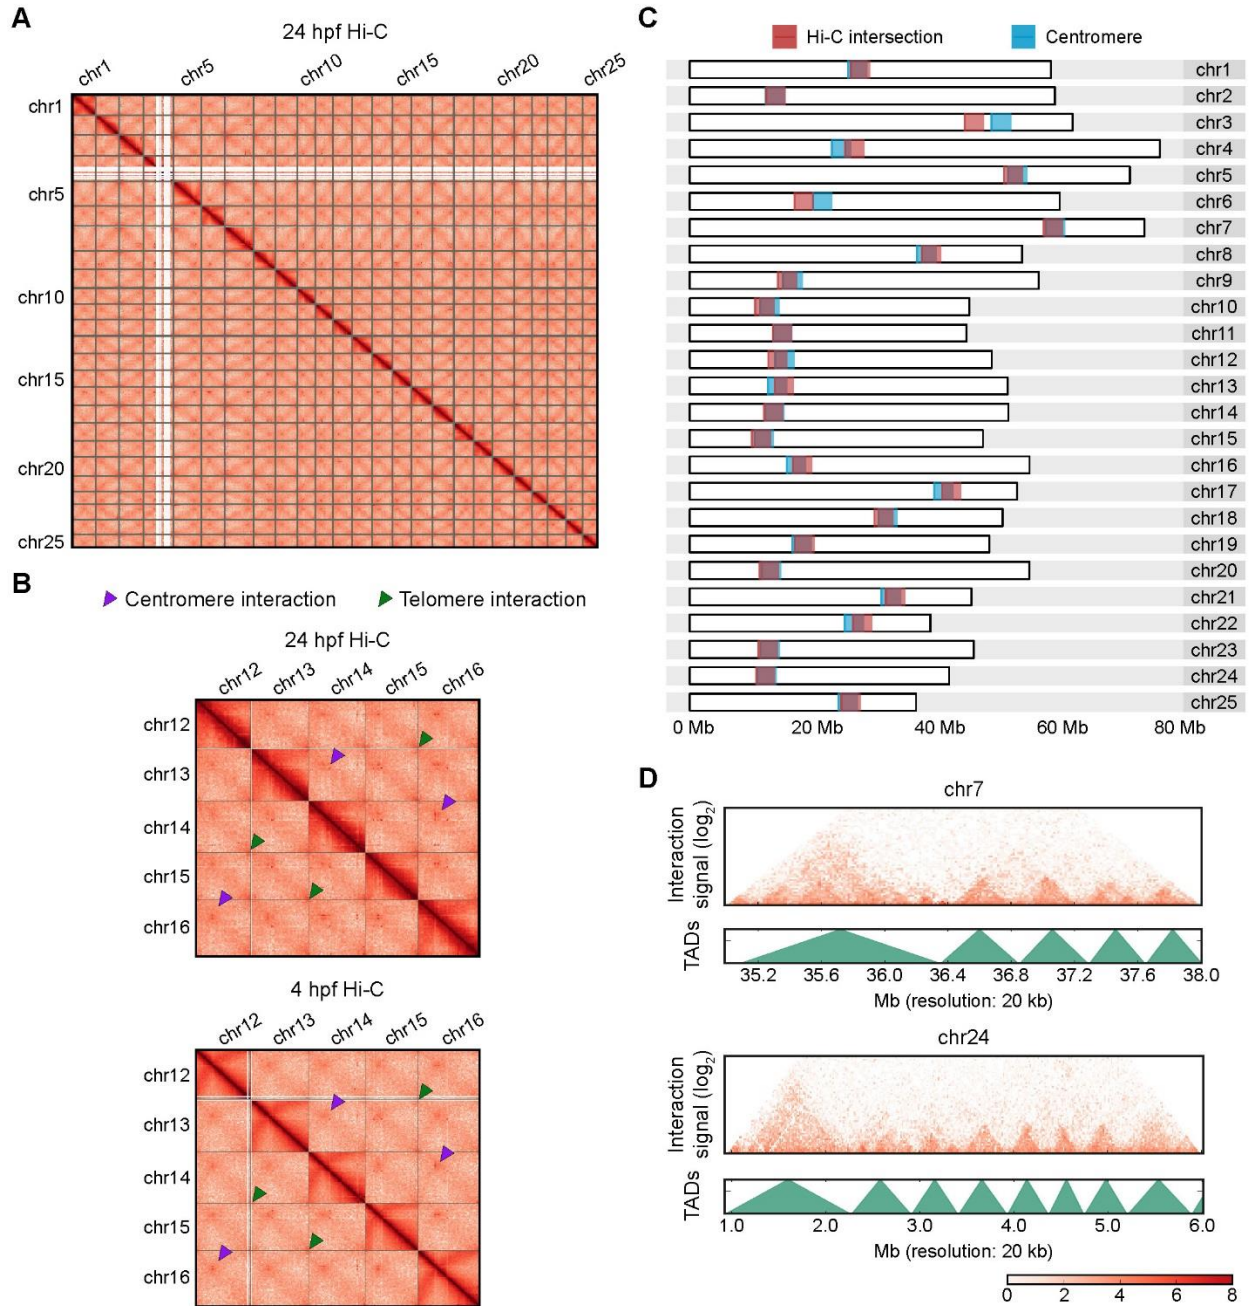 A
24 hpf Hi-C
chr1 chr5 chr10 chr15 chr20 chr25
chr1
chr5
chr10
chr15
chr20
chr25
B
Centromere interaction Telomere interaction
24 hpf Hi-C
chr12 chr13 chr14 chr15 chr16
chr12
chr13
chr14
chr15
chr16
4 hpf Hi-C
chr12 chr13 chr14 chr15 chr16
chr12
chr13
chr14
chr15
chr16
C
Hi-C intersection Centromere
chr1
chr2
chr3
chr4
chr5
chr6
chr7
chr8
chr9
chr10
chr11
chr12
chr13
chr14
chr15
chr16
chr17
chr18
chr19
chr20
chr21
chr22
chr23
chr24
chr25
0 Mb 20 Mb 40 Mb 60 Mb 80 Mb
D
chr7
Interaction
signal (log2)
TADs
35.2 35.6 36.0 36.4 36.8 37.2 37.6 38.0
Mb (resolution: 20 kb)
chr24
Interaction
signal (log2)
TADs
1.0 2.0 3.0 4.0 5.0 6.0
Mb (resolution: 20 kb)
0 2 4 6 8